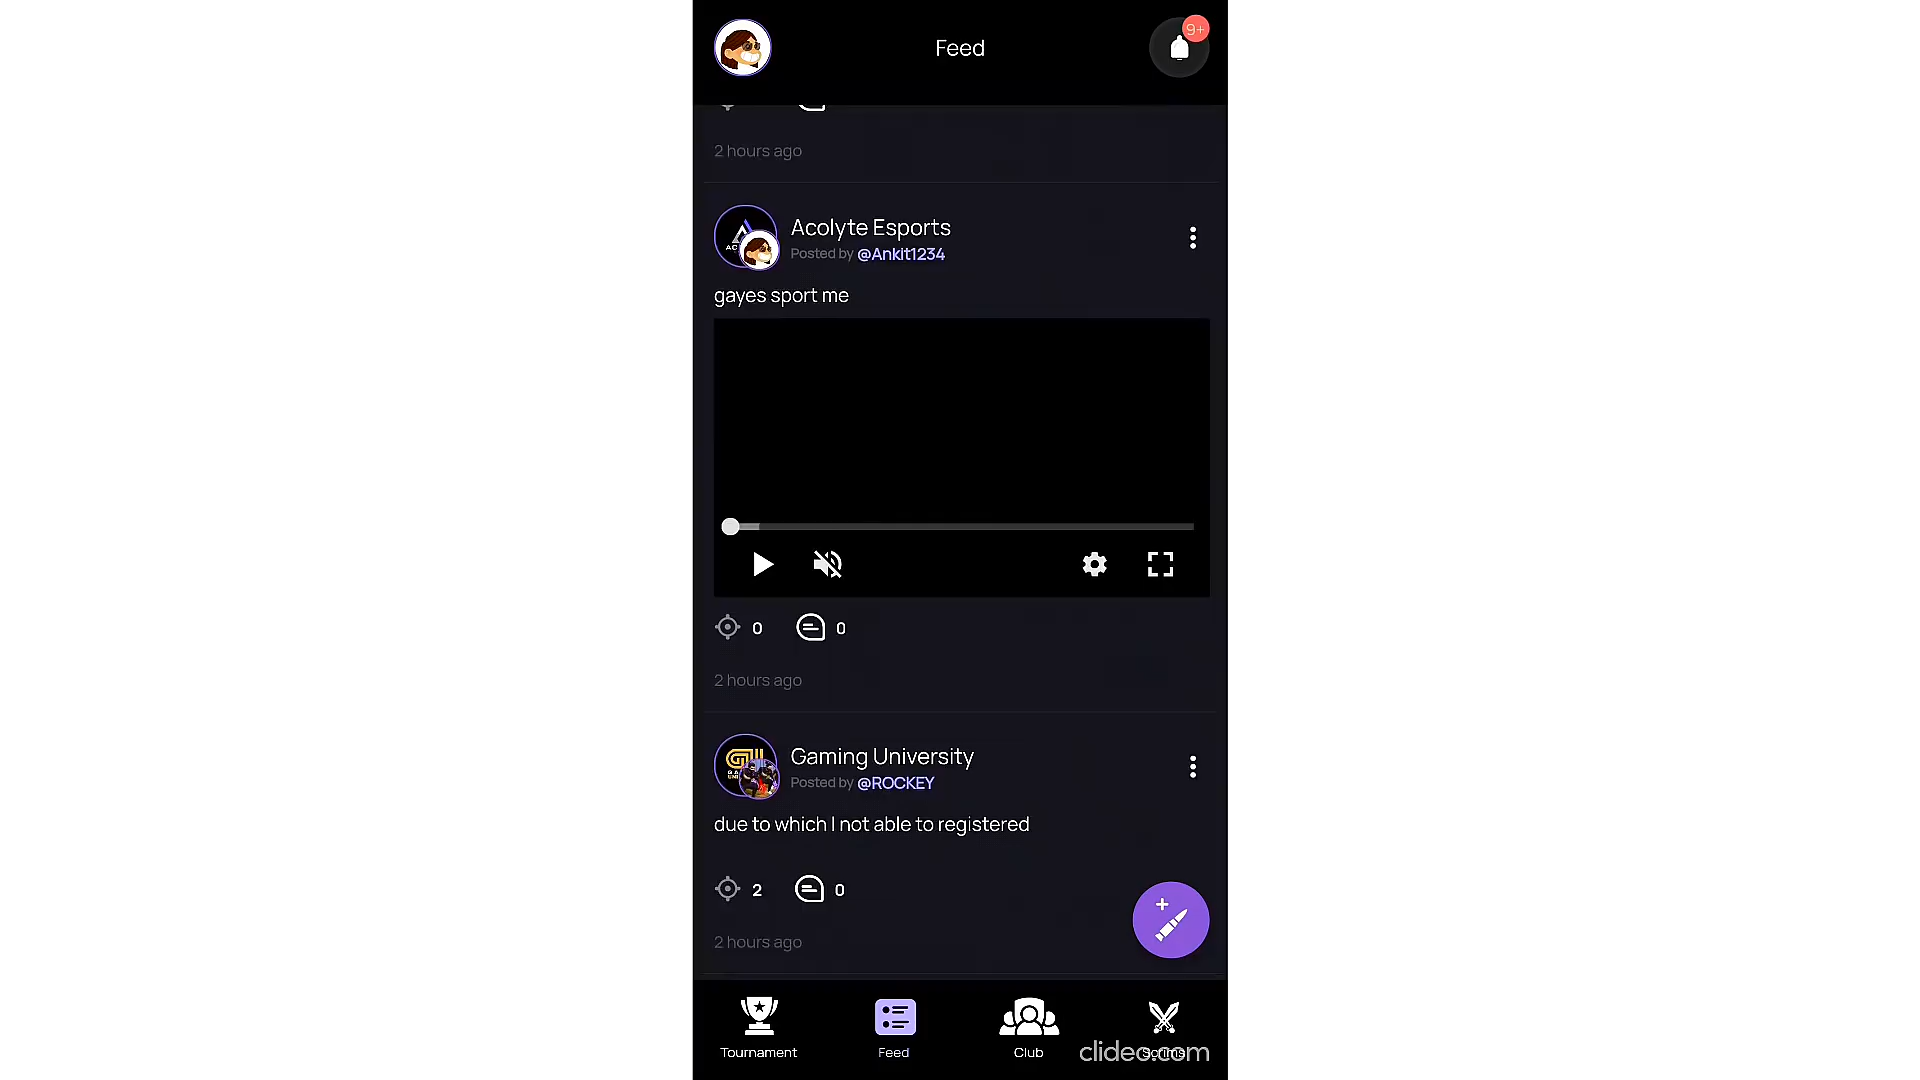 Feed
9+
2 hours ago
Acolyte Esports
Posted by @Ankit1234
gayes sport me
0 0
2 hours ago
Gaming University
Posted by @ROCKEY
due to which I not able to registered
2 0
2 hours ago
Tournament
Feed
Club
Scrims
clideo.com